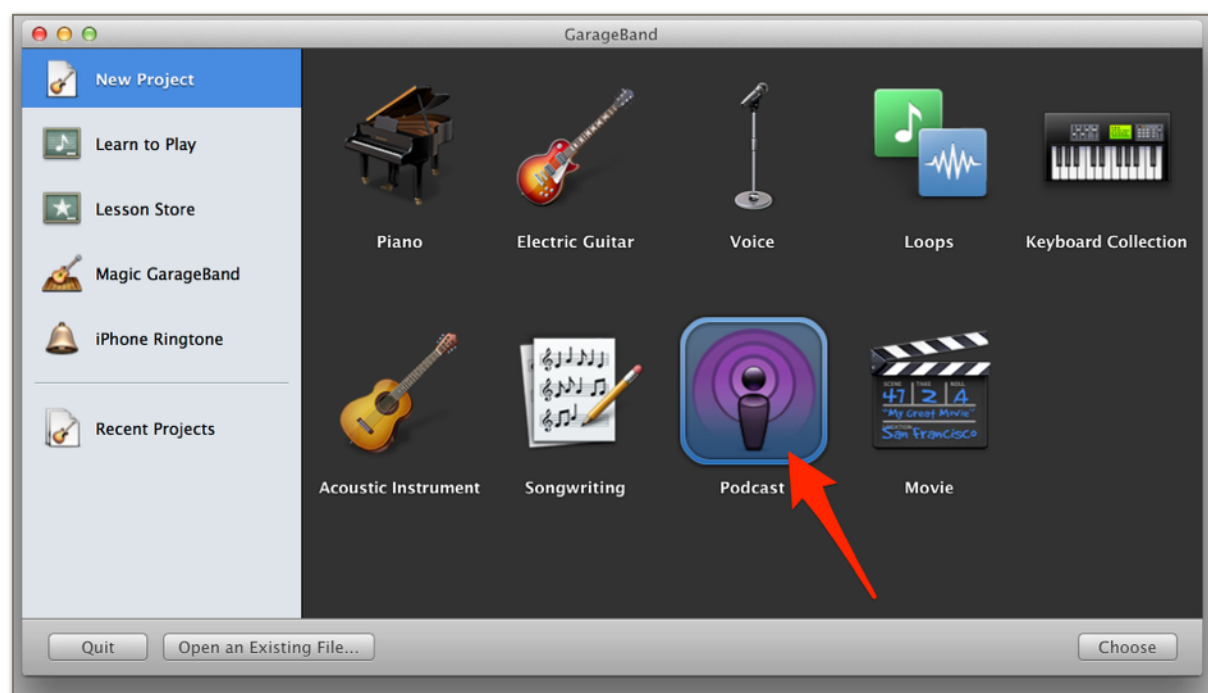 GarageBand
New Project
Learn to Play
Lesson Store
Magic GarageBand
iPhone Ringtone
Recent Projects
Piano
Electric Guitar
Voice
Loops
Keyboard Collection
Acoustic Instrument
Songwriting
Podcast
SCENE TAKE ROLL
47 2 A
"My Great Movie"
LOCATION
San Francisco
Movie
Quit
Open an Existing File...
Choose